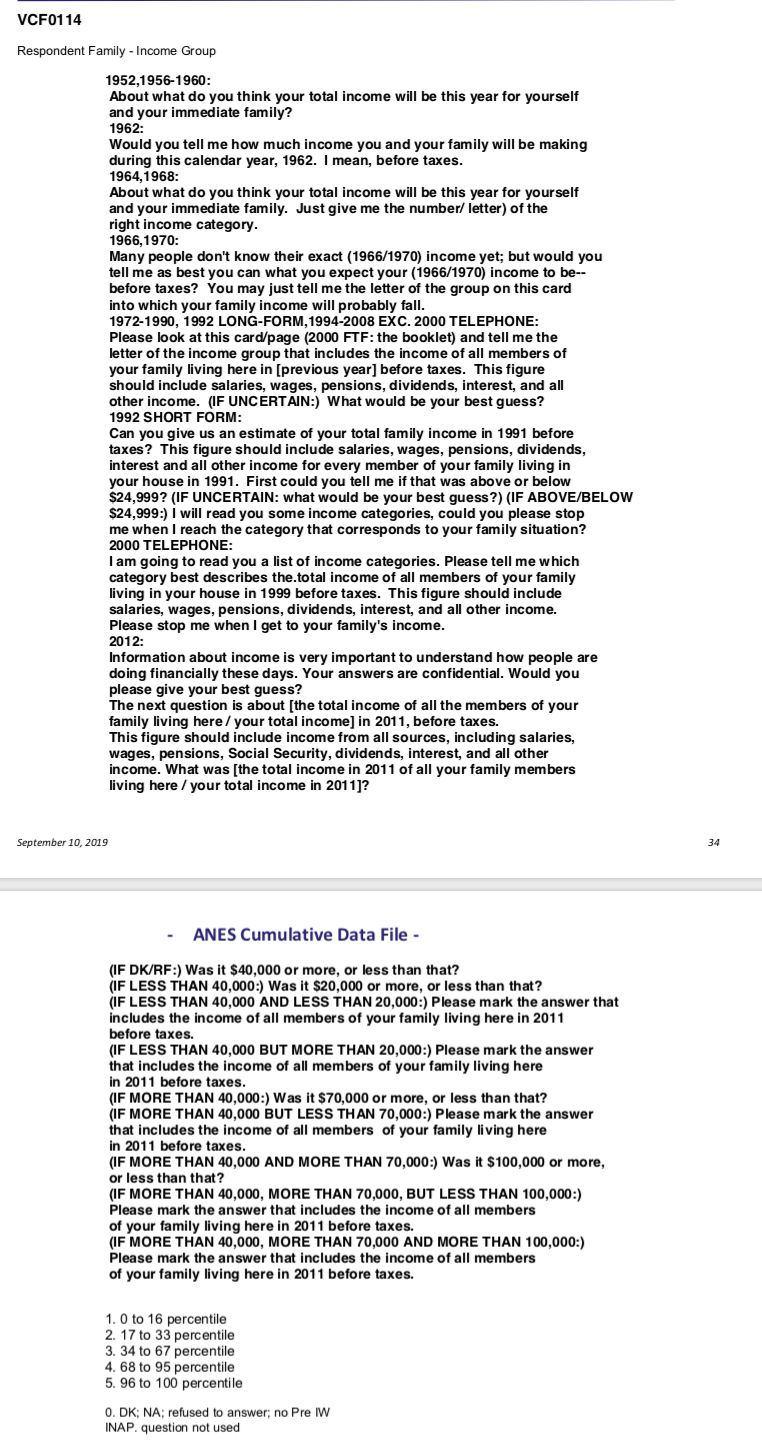 VCF0114
Respondent Family - Income Group
1952,1956-1960:
About what do you think your total income will be this year for yourself
and your immediate family?
1962:
Would you tell me how much income you and your family will be making
during this calendar year, 1962.  I mean, before taxes.
1964,1968:
About what do you think your total income will be this year for yourself
and your immediate family.  Just give me the number/ letter) of the
right income category.
1966,1970:
Many people don't know their exact (1966/1970) income yet; but would you
tell me as best you can what you expect your (1966/1970) income to be--
before taxes?  You may just tell me the letter of the group on this card
into which your family income will probably fall.
1972-1990, 1992 LONG-FORM,1994-2008 EXC. 2000 TELEPHONE:
Please look at this card/page (2000 FTF: the booklet) and tell me the
letter of the income group that includes the income of all members of
your family living here in [previous year] before taxes.  This figure
should include salaries, wages, pensions, dividends, interest, and all
other income.  (IF UNCERTAIN:)  What would be your best guess?
1992 SHORT FORM:
Can you give us an estimate of your total family income in 1991 before
taxes?  This figure should include salaries, wages, pensions, dividends,
interest and all other income for every member of your family living in
your house in 1991.  First could you tell me if that was above or below
$24,999? (IF UNCERTAIN: what would be your best guess?) (IF ABOVE/BELOW
$24,999:) I will read you some income categories, could you please stop
me when I reach the category that corresponds to your family situation?
2000 TELEPHONE:
I am going to read you a list of income categories. Please tell me which
category best describes the.total income of all members of your family
living in your house in 1999 before taxes.  This figure should include
salaries, wages, pensions, dividends, interest, and all other income.
Please stop me when I get to your family's income.
2012:
Information about income is very important to understand how people are
doing financially these days. Your answers are confidential. Would you
please give your best guess?
The next question is about [the total income of all the members of your
family living here / your total income] in 2011, before taxes.
This figure should include income from all sources, including salaries,
wages, pensions, Social Security, dividends, interest, and all other
income. What was [the total income in 2011 of all your family members
living here / your total income in 2011]?
September 10, 2019 34
- ANES Cumulative Data File -
(IF DK/RF:) Was it $40,000 or more, or less than that?
(IF LESS THAN 40,000:) Was it $20,000 or more, or less than that?
(IF LESS THAN 40,000 AND LESS THAN 20,000:) Please mark the answer that
includes the income of all members of your family living here in 2011
before taxes.
(IF LESS THAN 40,000 BUT MORE THAN 20,000:) Please mark the answer
that includes the income of all members of your family living here
in 2011 before taxes.
(IF MORE THAN 40,000:) Was it $70,000 or more, or less than that?
(IF MORE THAN 40,000 BUT LESS THAN 70,000:) Please mark the answer
that includes the income of all members  of your family living here
in 2011 before taxes.
(IF MORE THAN 40,000 AND MORE THAN 70,000:) Was it $100,000 or more,
or less than that?
(IF MORE THAN 40,000, MORE THAN 70,000, BUT LESS THAN 100,000:)
Please mark the answer that includes the income of all members
of your family living here in 2011 before taxes.
(IF MORE THAN 40,000, MORE THAN 70,000 AND MORE THAN 100,000:)
Please mark the answer that includes the income of all members
of your family living here in 2011 before taxes.
1. 0 to 16 percentile
2. 17 to 33 percentile
3. 34 to 67 percentile
4. 68 to 95 percentile
5. 96 to 100 percentile
0. DK; NA; refused to answer; no Pre IW
INAP. question not used